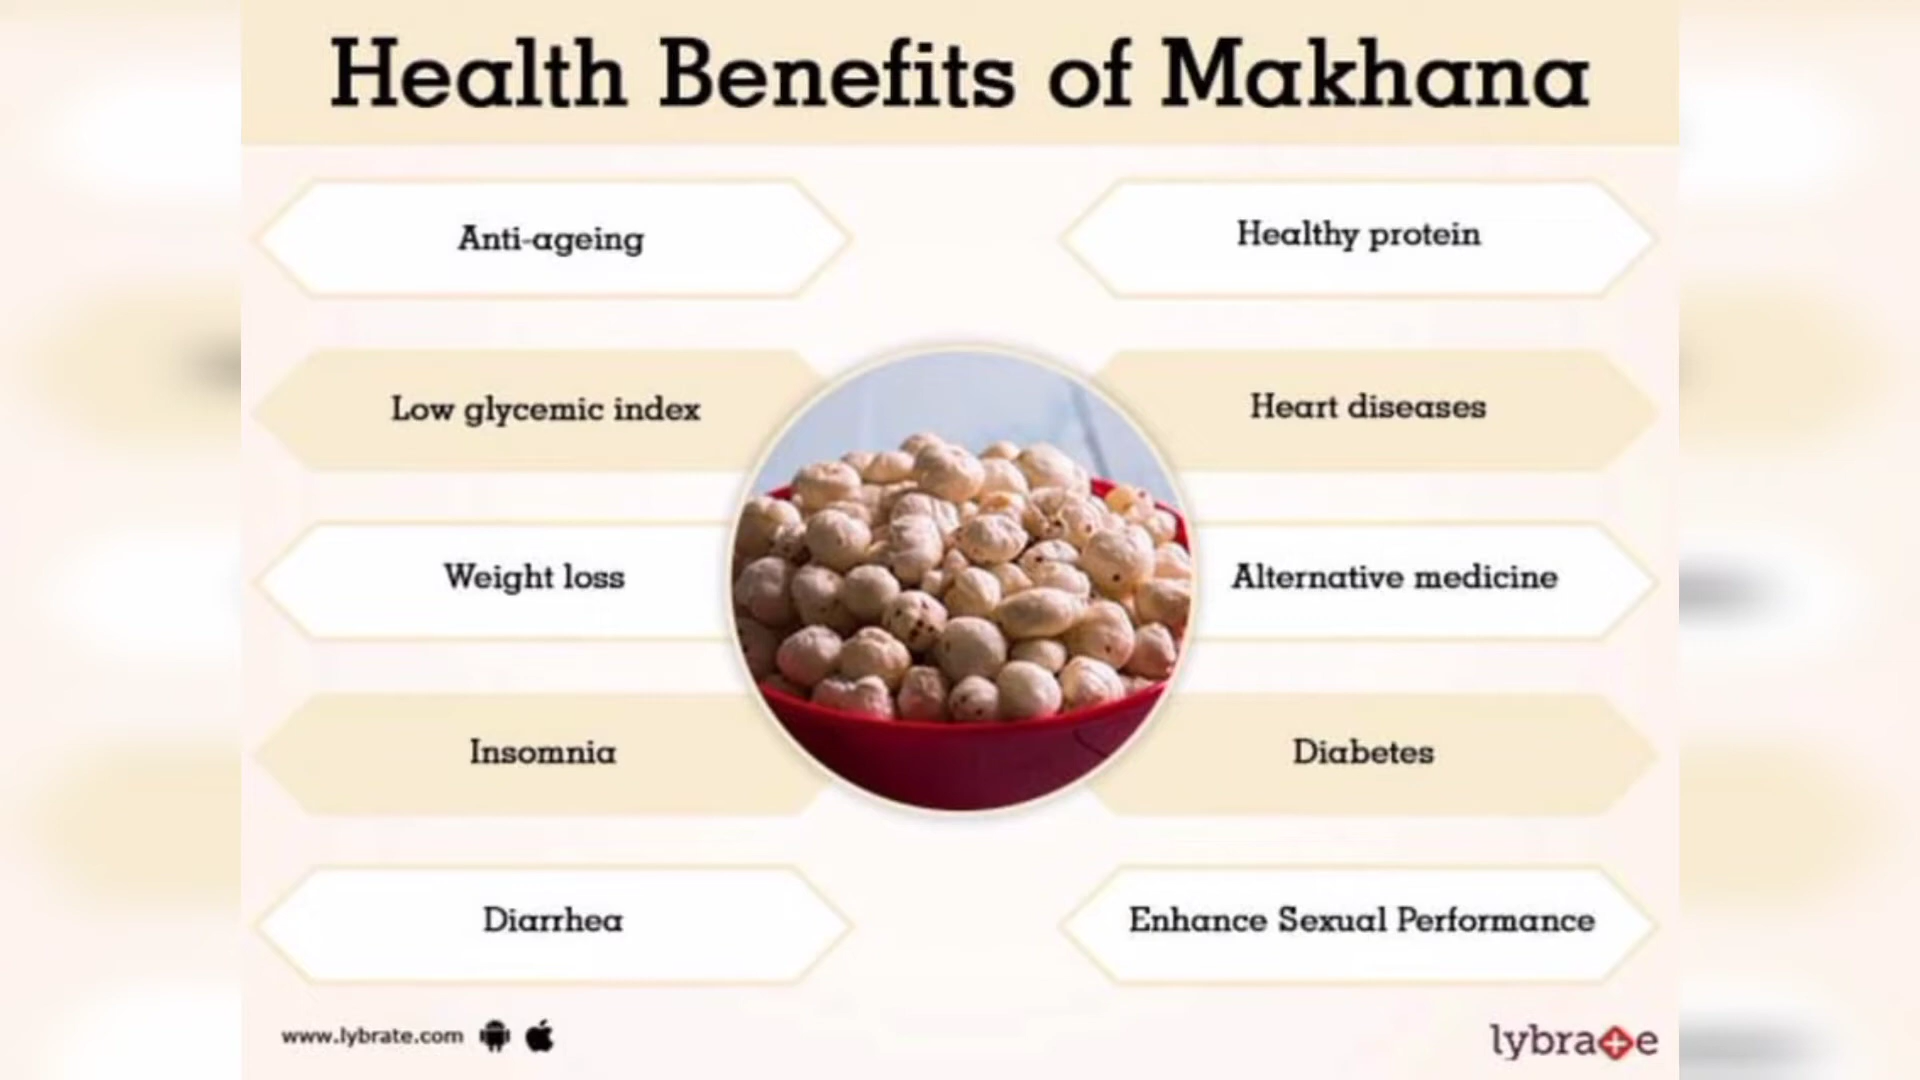 Health Benefits of Makhana
Anti-ageing
Healthy protein
Low glycemic index
Heart diseases
Weight loss
Alternative medicine
Insomnia
Diabetes
Diarrhea
Enhance Sexual Performance
www.lybrate.com
lybrate